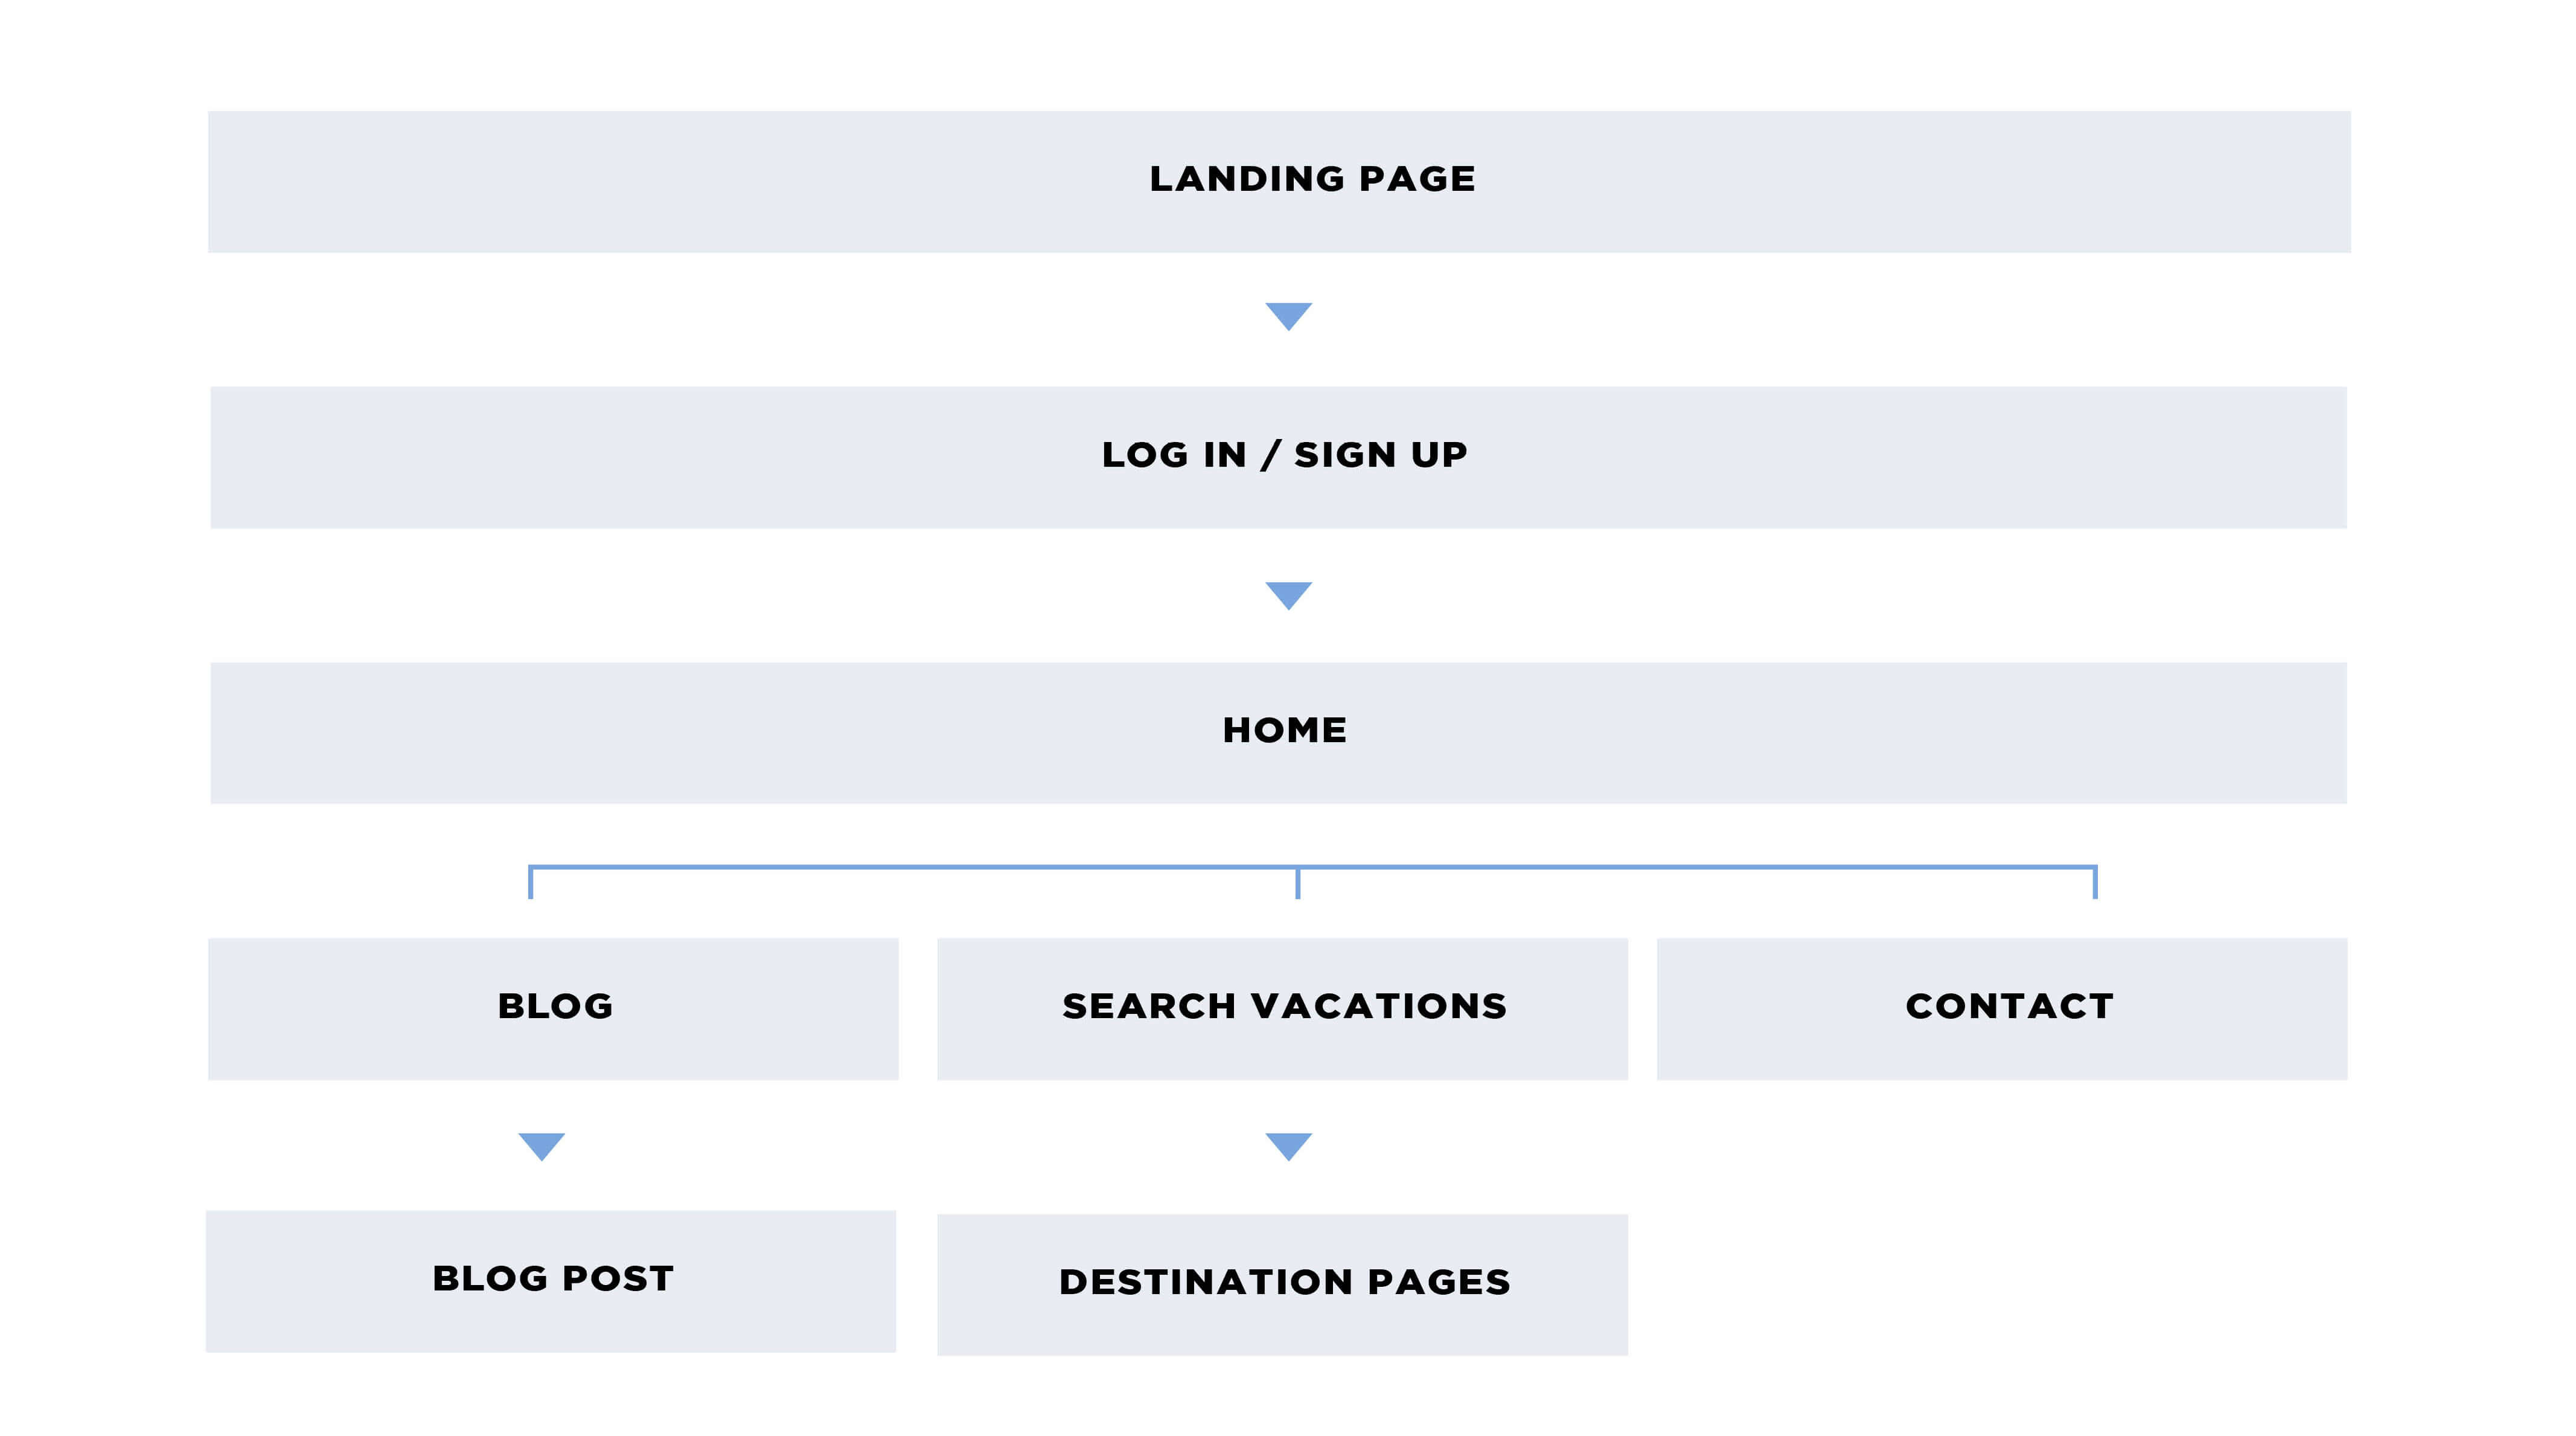 LANDING PAGE
LOG IN / SIGN UP
HOME
BLOG
SEARCH VACATIONS
CONTACT
BLOG POST
DESTINATION PAGES